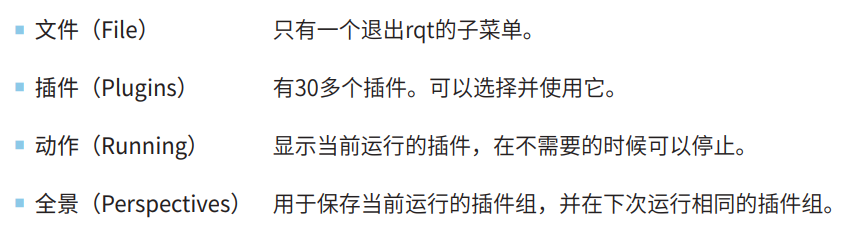 ■ 文件（File） 只有一个退出rqt的子菜单。
■ 插件（Plugins） 有30多个插件。可以选择并使用它。
■ 动作（Running） 显示当前运行的插件，在不需要的时候可以停止。
■ 全景（Perspectives） 用于保存当前运行的插件组，并在下次运行相同的插件组。